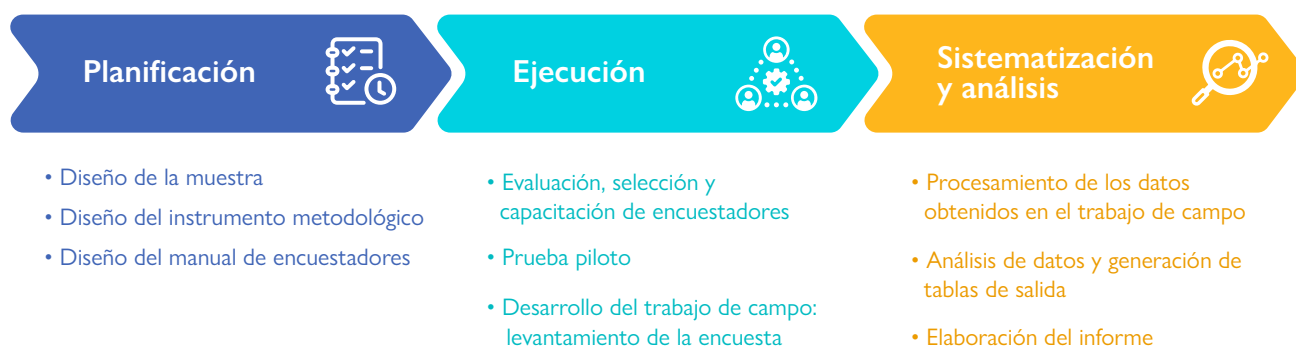 Planificación
• Diseño de la muestra
• Diseño del instrumento metodológico
• Diseño del manual de encuestadores
Ejecución
• Evaluación, selección y
capacitación de encuestadores
• Prueba piloto
• Desarrollo del trabajo de campo:
levantamiento de la encuesta
Sistematización
y análisis
• Procesamiento de los datos
obtenidos en el trabajo de campo
• Análisis de datos y generación de
tablas de salida
• Elaboración del informe